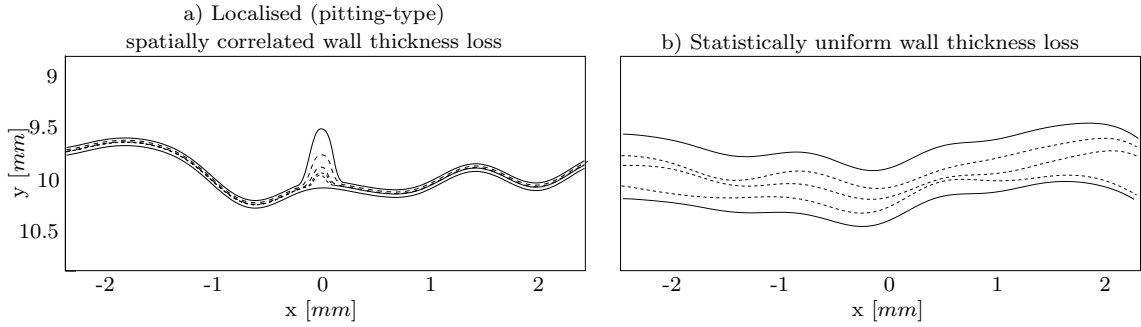 a) Localised (pitting-type)
spatially correlated wall thickness loss
b) Statistically uniform wall thickness loss
9
9.5
10
10.5
y [mm]
-2 -1 0 1 2
x [mm]
-2 -1 0 1 2
x [mm]